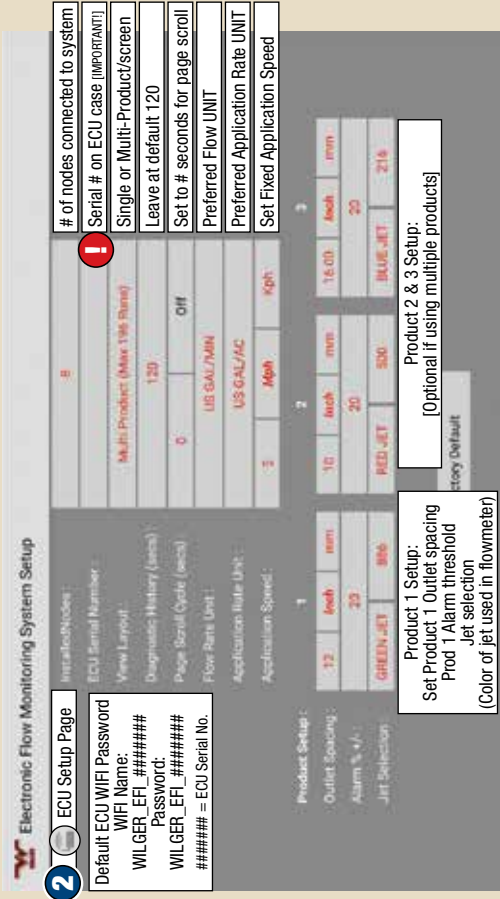 Electronic Flow Monitoring System Setup
2
ECU Setup Page
Default ECU WIFI Password
WIFI Name:
WILGER_EFI_#######
Password:
WILGER_EFI_#######
####### = ECU Serial No.
InstalledNodes :
8
# of nodes connected to system
ECU Serial Number :
!
Serial # on ECU case [IMPORTANT!]
View Layout :
Multi Product (Max 196 Runs)
Single or Multi-Product/screen
Diagnostic History (secs) :
120
Leave at default 120
Page Scroll Cycle (secs) :
0
Off
Set to # seconds for page scroll
Flow Rate Unit :
US GAL/MIN
Preferred Flow UNIT
Application Rate Unit :
US GAL/AC
Preferred Application Rate UNIT
Application Speed :
5
Mph
Kph
Set Fixed Application Speed
Product Setup :
1
2
3
Outlet Spacing :
12
Inch
mm
10
Inch
mm
16.00
Inch
mm
Alarm % +/- :
20
20
20
Jet Selection :
GREEN JET
886
RED JET
500
BLUE JET
216
Product 1 Setup:
Set Product 1 Outlet spacing
Prod 1 Alarm threshold
Jet selection
(Color of jet used in flowmeter)
Product 2 & 3 Setup:
[Optional if using multiple products]
ctory Default